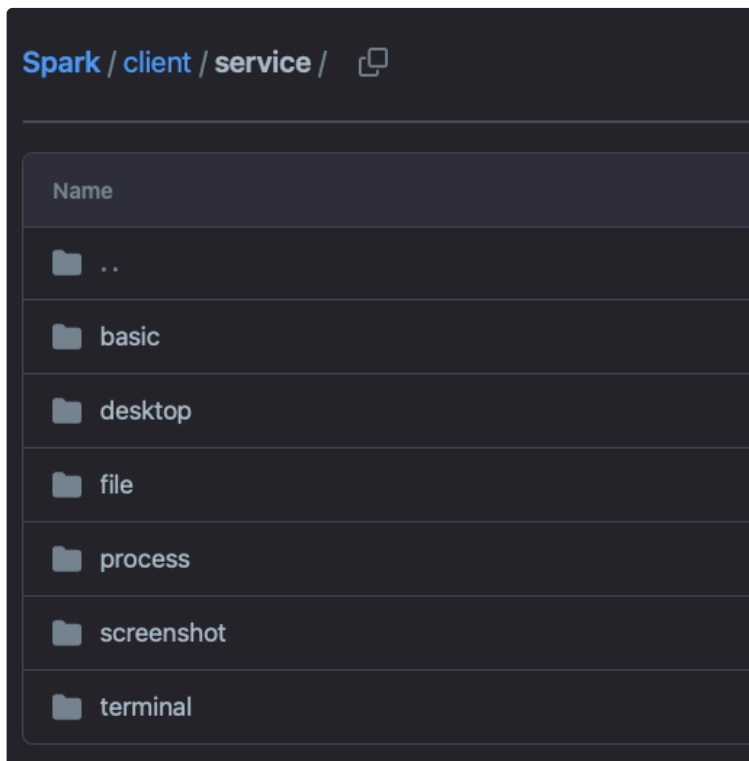 Spark / client / service /
Name
..
basic
desktop
file
process
screenshot
terminal